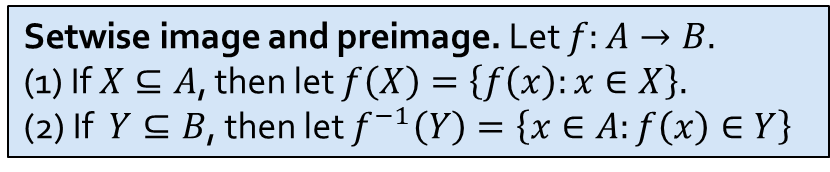 Setwise image and preimage. Let f: A → B.
(1) If X ⊆ A, then let f(X) = {f(x): x ∈ X}.
(2) If Y ⊆ B, then let f⁻¹(Y) = {x ∈ A: f(x) ∈ Y}